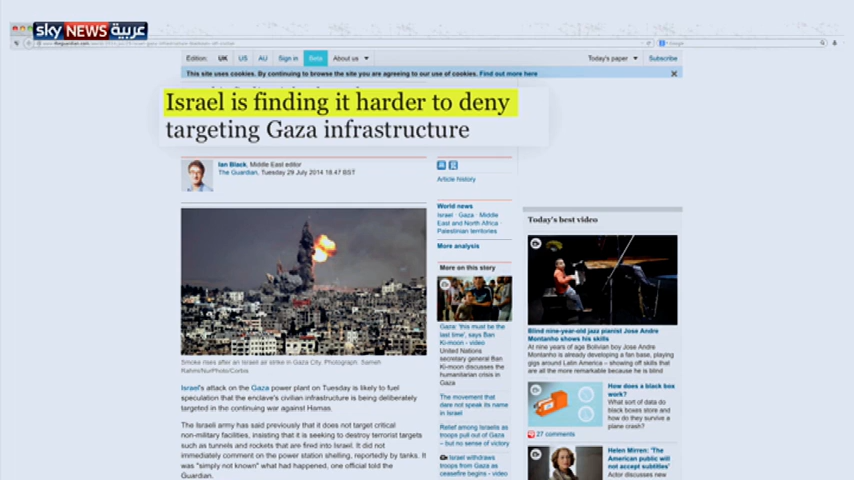 sky NEWS عربية
Edition: UK US AU Sign in Beta About us Today's paper Subscribe
This site uses cookies. By continuing to browse the site you are agreeing to our use of cookies. Find out more here
Israel is finding it harder to deny
targeting Gaza infrastructure
Ian Black, Middle East editor
The Guardian, Tuesday 29 July 2014 18.47 BST
Article history
World news
Israel · Gaza · Middle
East and North Africa ·
Palestinian territories
More analysis
More on this story
Gaza: 'this must be the
last time', says Ban
Ki-moon - video
United Nations
secretary general Ban
Ki-moon discusses the
humanitarian crisis in
Gaza
The movement that
dare not speak its name
in Israel
Relief among Israelis as
troops pull out of Gaza
– but no sense of victory
Israel withdraws
troops from Gaza as
ceasefire begins - video
Smoke rises after an Israeli air strike in Gaza City. Photograph: Sameh
Rahmi/NurPhoto/Corbis
Israel's attack on the Gaza power plant on Tuesday is likely to fuel
speculation that the enclave's civilian infrastructure is being deliberately
targeted in the continuing war against Hamas.
The Israeli army has said previously that it does not target critical
non-military facilities, insisting that it is seeking to destroy terrorist targets
such as tunnels and rockets that are fired into Israel. It did not
immediately comment on the power station shelling, reportedly by tanks. It
was "simply not known" what had happened, one official told the
Guardian.
Today's best video
Blind nine-year-old jazz pianist Jose Andre
Montanho shows his skills
At nine years of age Bolivian boy Jose Andre
Montanho is already developing a fan base, playing
gigs around Latin America – showing off skills that
are all the more remarkable because he is blind
How does a black box
work?
What sort of data do
black boxes store and
how do they survive a
plane crash?
27 comments
Helen Mirren: 'The
American public will
not accept subtitles'
Actor discusses new